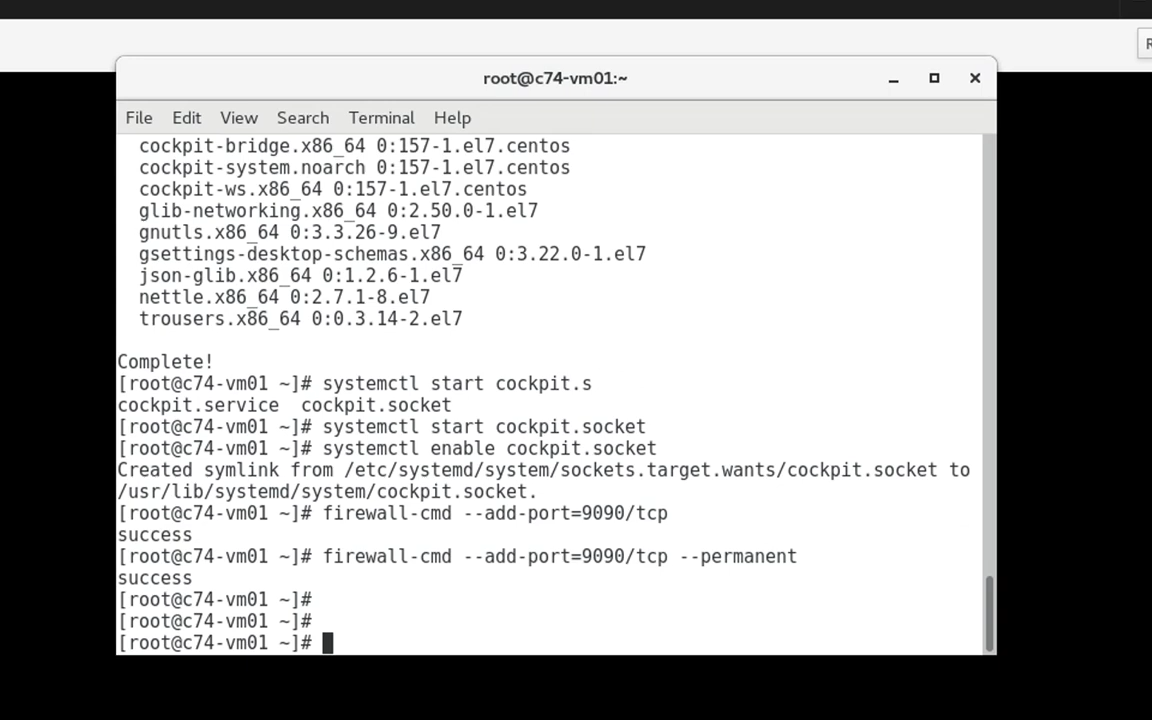 root@c74-vm01:~
File Edit View Search Terminal Help
cockpit-bridge.x86_64 0:157-1.el7.centos
cockpit-system.noarch 0:157-1.el7.centos
cockpit-ws.x86_64 0:157-1.el7.centos
glib-networking.x86_64 0:2.50.0-1.el7
gnutls.x86_64 0:3.3.26-9.el7
gsettings-desktop-schemas.x86_64 0:3.22.0-1.el7
json-glib.x86_64 0:1.2.6-1.el7
nettle.x86_64 0:2.7.1-8.el7
trousers.x86_64 0:0.3.14-2.el7
Complete!
[root@c74-vm01 ~]# systemctl start cockpit.s
cockpit.service  cockpit.socket
[root@c74-vm01 ~]# systemctl start cockpit.socket
[root@c74-vm01 ~]# systemctl enable cockpit.socket
Created symlink from /etc/systemd/system/sockets.target.wants/cockpit.socket to
/usr/lib/systemd/system/cockpit.socket.
[root@c74-vm01 ~]# firewall-cmd --add-port=9090/tcp
success
[root@c74-vm01 ~]# firewall-cmd --add-port=9090/tcp --permanent
success
[root@c74-vm01 ~]#
[root@c74-vm01 ~]#
[root@c74-vm01 ~]#